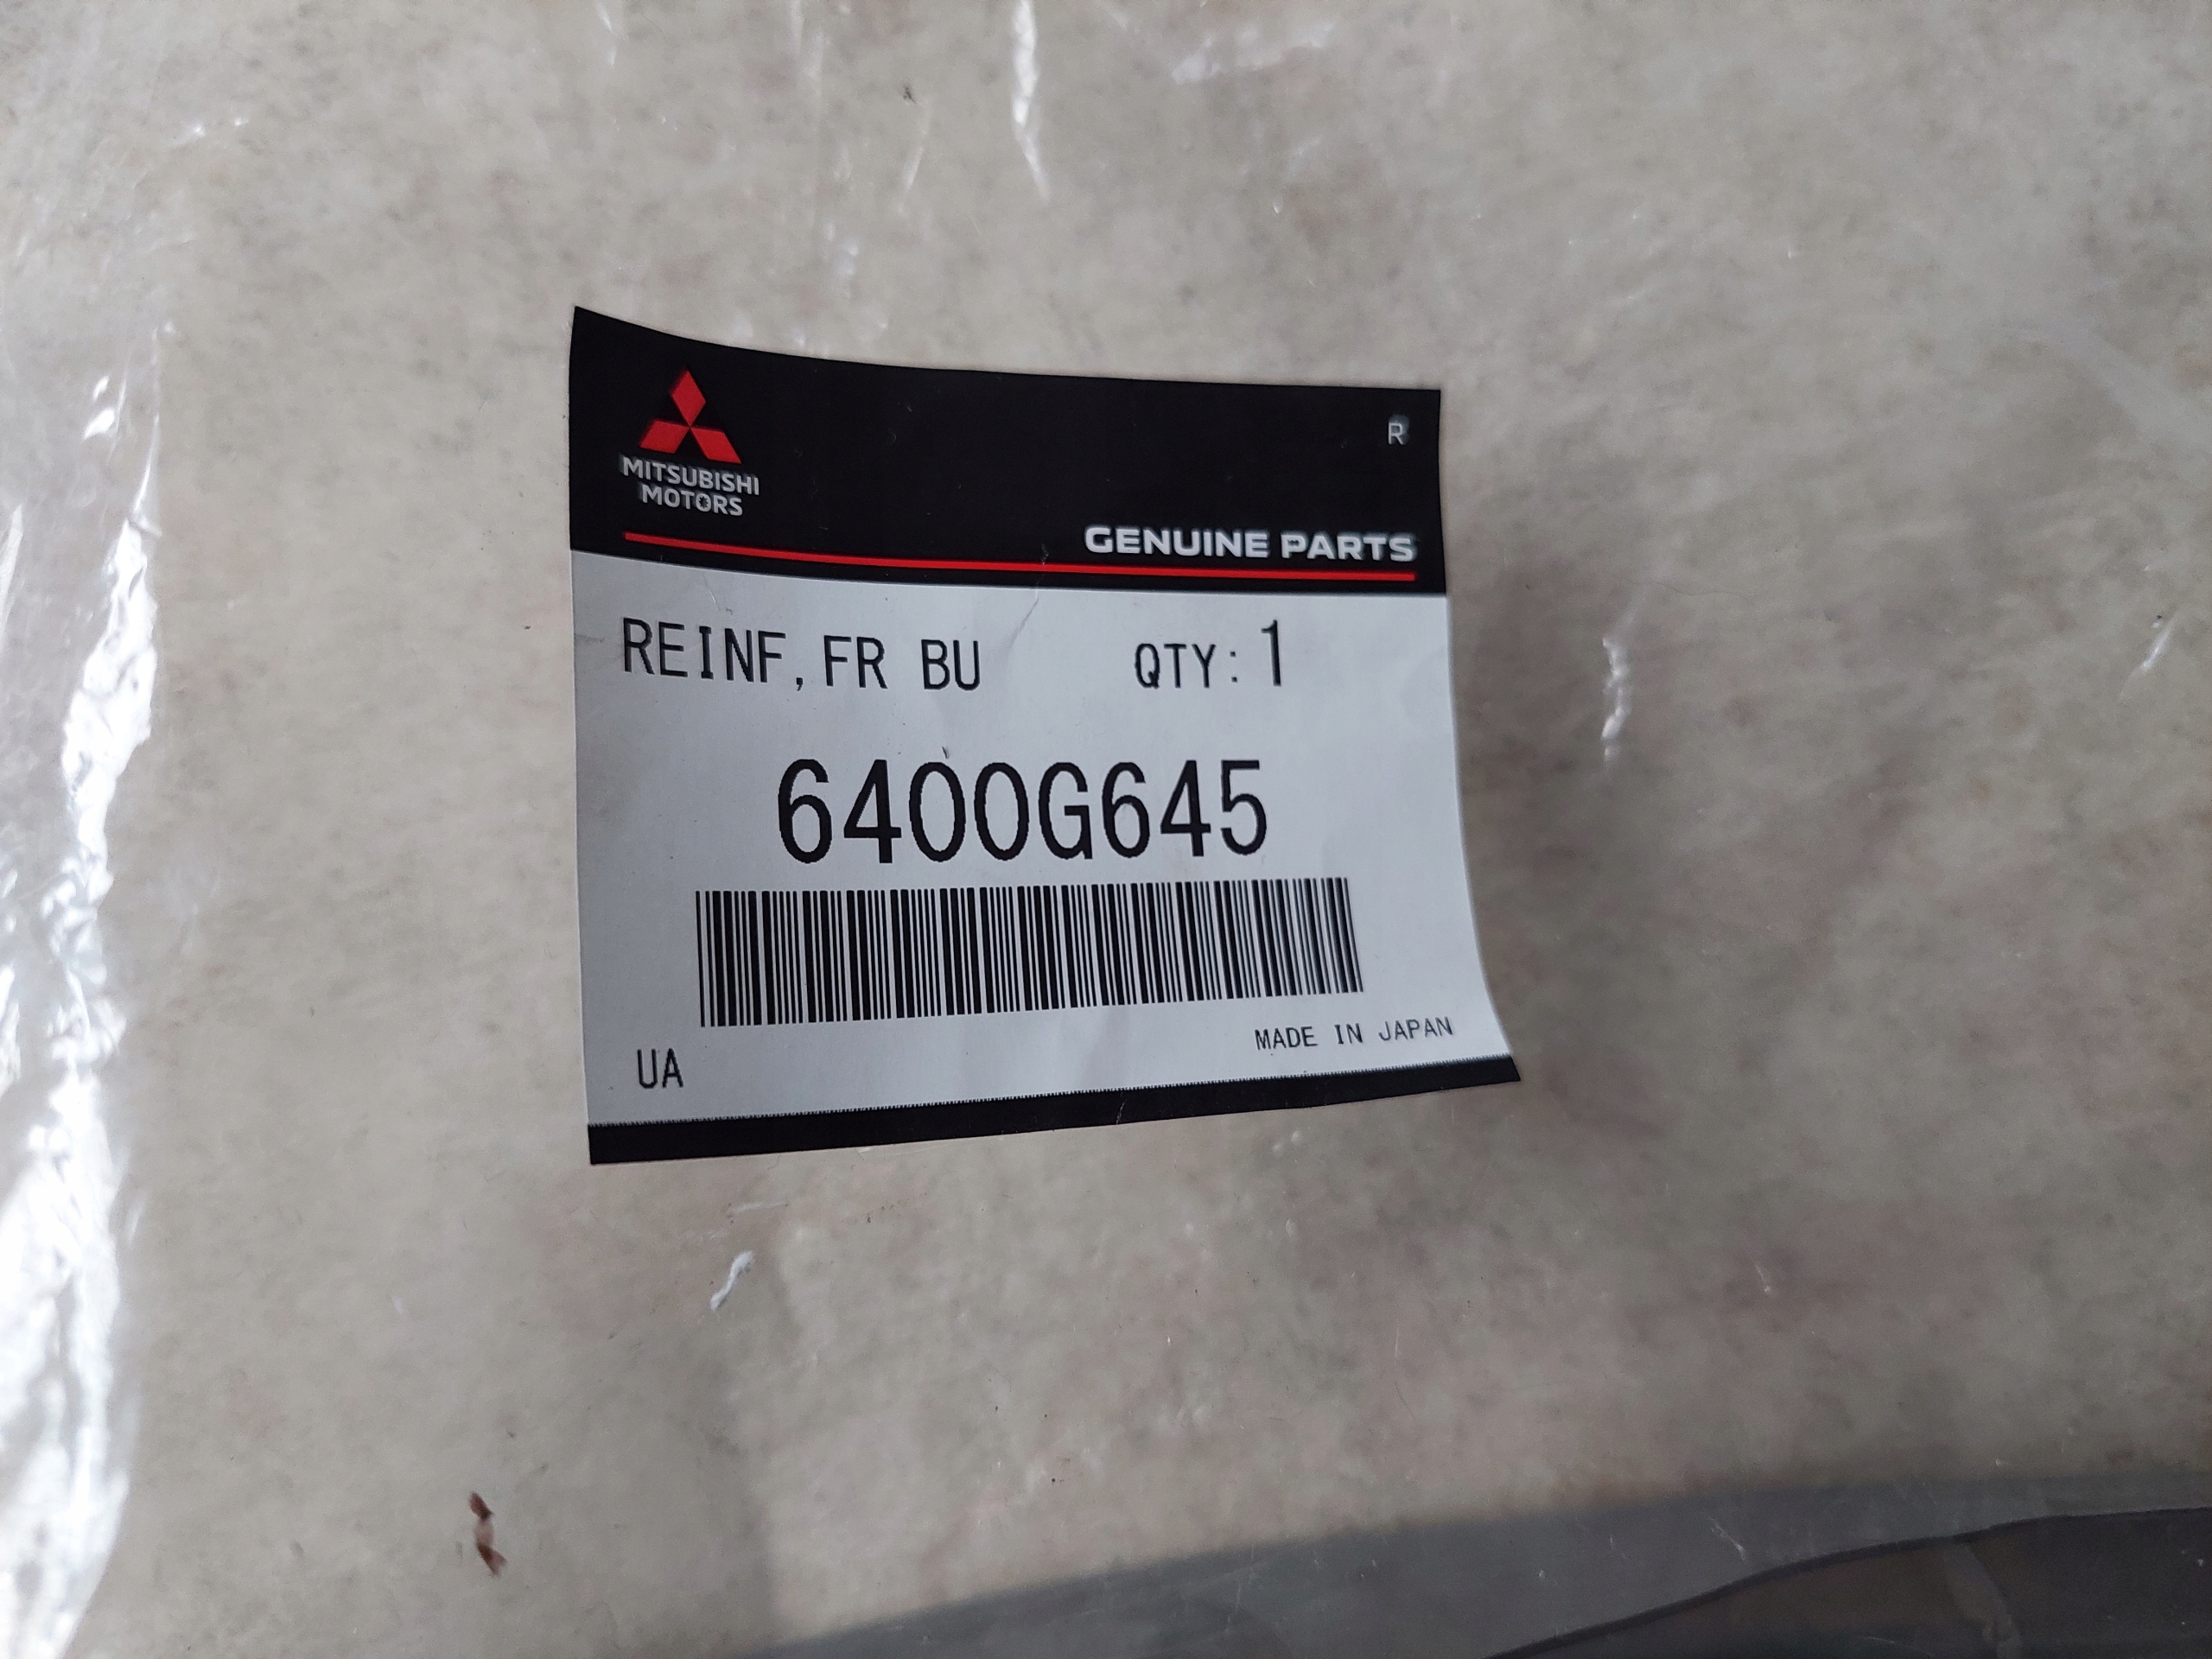 R
MITSUBISHI
MOTORS
GENUINE PARTS
REINF,FR BU QTY:1
6400G645
MADE IN JAPAN
UA